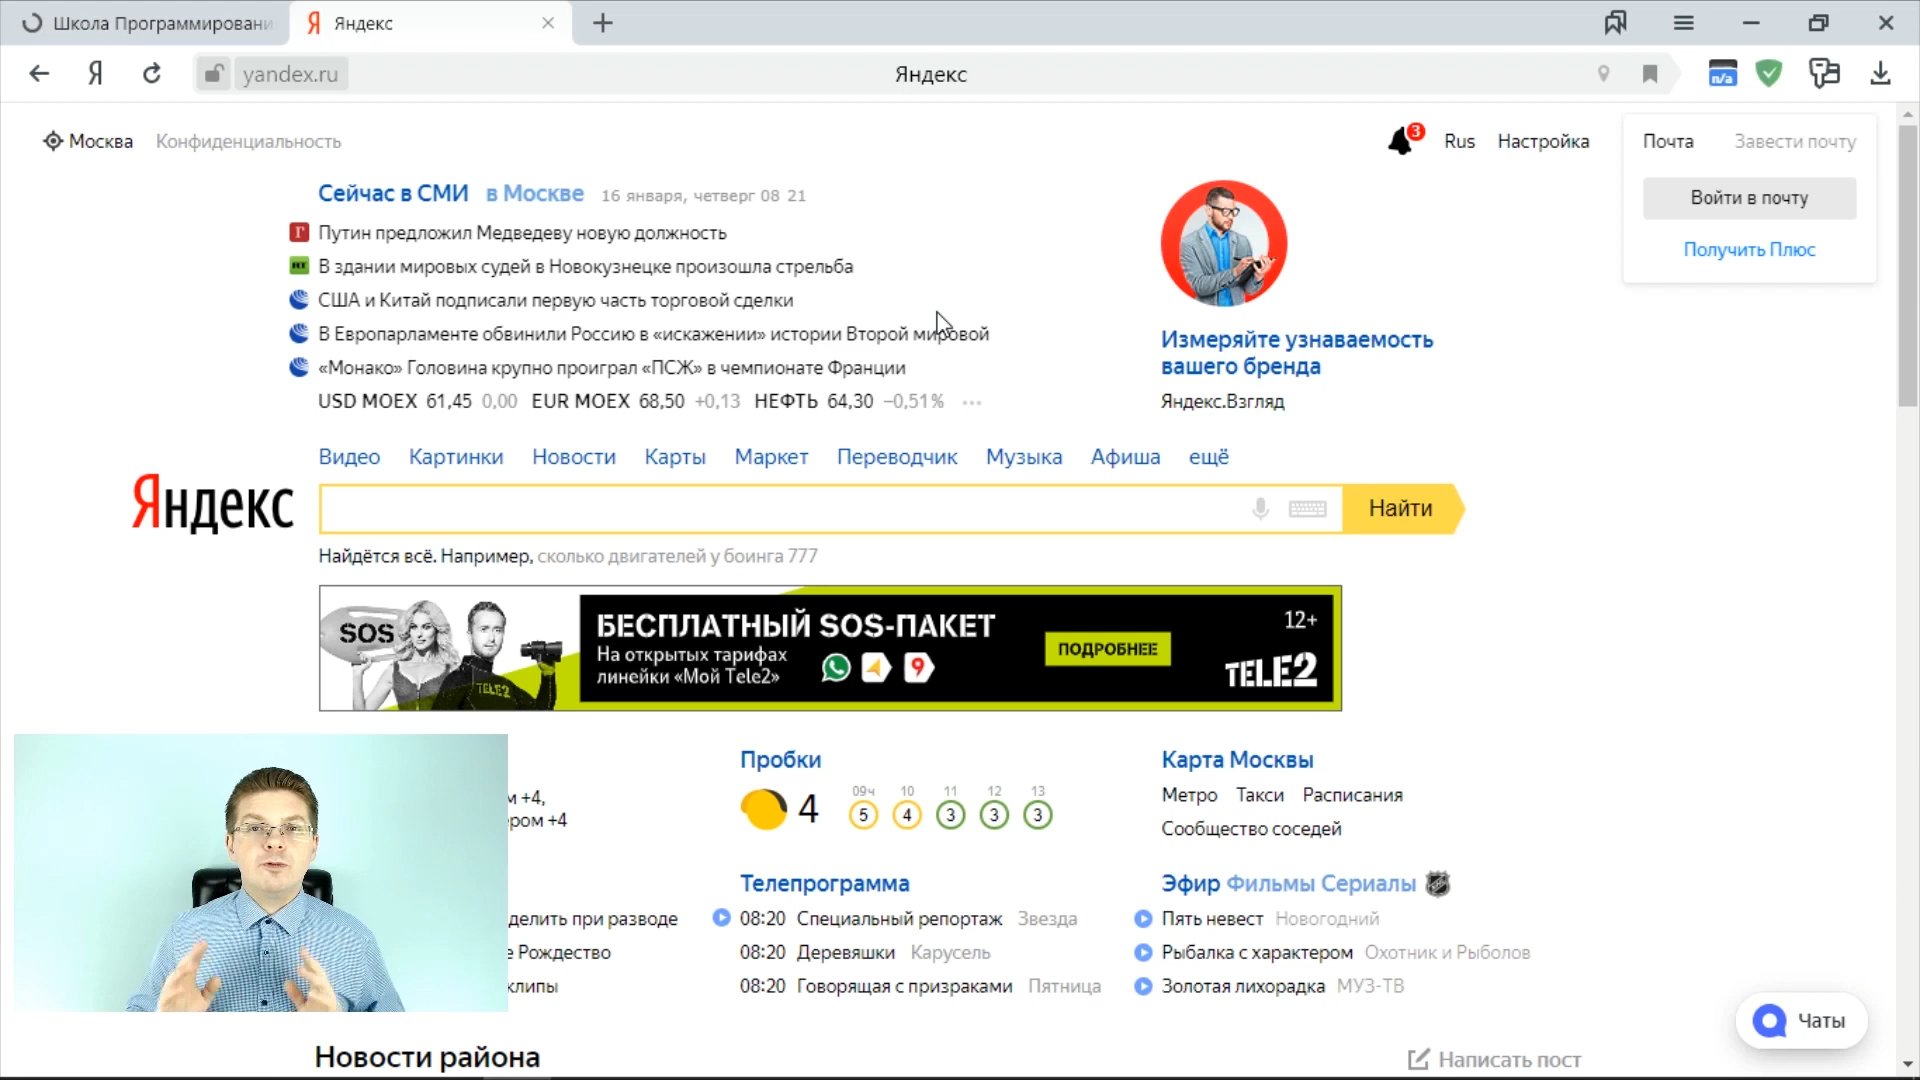 Школа Программировани
Я Яндекс
Я
yandex.ru
Яндекс
n/a
Москва
Конфиденциальность
3
Rus
Настройка
Почта
Завести почту
Войти в почту
Получить Плюс
Сейчас в СМИ в Москве 16 января, четверг 08 21
Г Путин предложил Медведеву новую должность
RT В здании мировых судей в Новокузнецке произошла стрельба
США и Китай подписали первую часть торговой сделки
В Европарламенте обвинили Россию в «искажении» истории Второй мировой
«Монако» Головина крупно проиграл «ПСЖ» в чемпионате Франции
USD MOEX 61,45 0,00 EUR MOEX 68,50 +0,13 НЕФТЬ 64,30 −0,51% ···
Измеряйте узнаваемость
вашего бренда
Яндекс.Взгляд
Видео Картинки Новости Карты Маркет Переводчик Музыка Афиша ещё
Яндекс
Найти
Найдётся всё. Например, сколько двигателей у боинга 777
SOS
TELE2
БЕСПЛАТНЫЙ SOS-ПАКЕТ
На открытых тарифах
линейки «Мой Tele2»
ПОДРОБНЕЕ
12+
TELE2
м +4,
ром +4
делить при разводе
е Рождество
клипы
Пробки
4
09ч 10 11 12 13
5 4 3 3 3
Карта Москвы
Метро Такси Расписания
Сообщество соседей
Телепрограмма
08:20 Специальный репортаж Звезда
08:20 Деревяшки Карусель
08:20 Говорящая с призраками Пятница
Эфир Фильмы Сериалы
Пять невест Новогодний
Рыбалка с характером Охотник и Рыболов
Золотая лихорадка МУЗ-ТВ
Чаты
Новости района
Написать пост